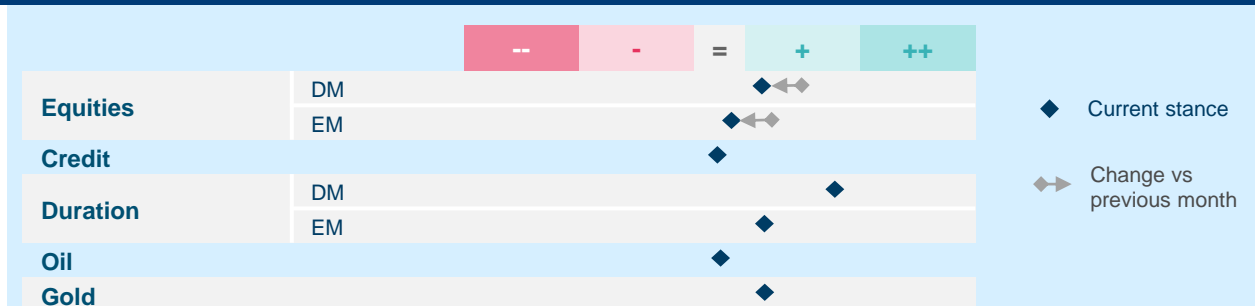 -- - = + ++
Equities
DM
EM
Credit
Duration
DM
EM
Oil
Gold
Current stance
Change vs
previous month